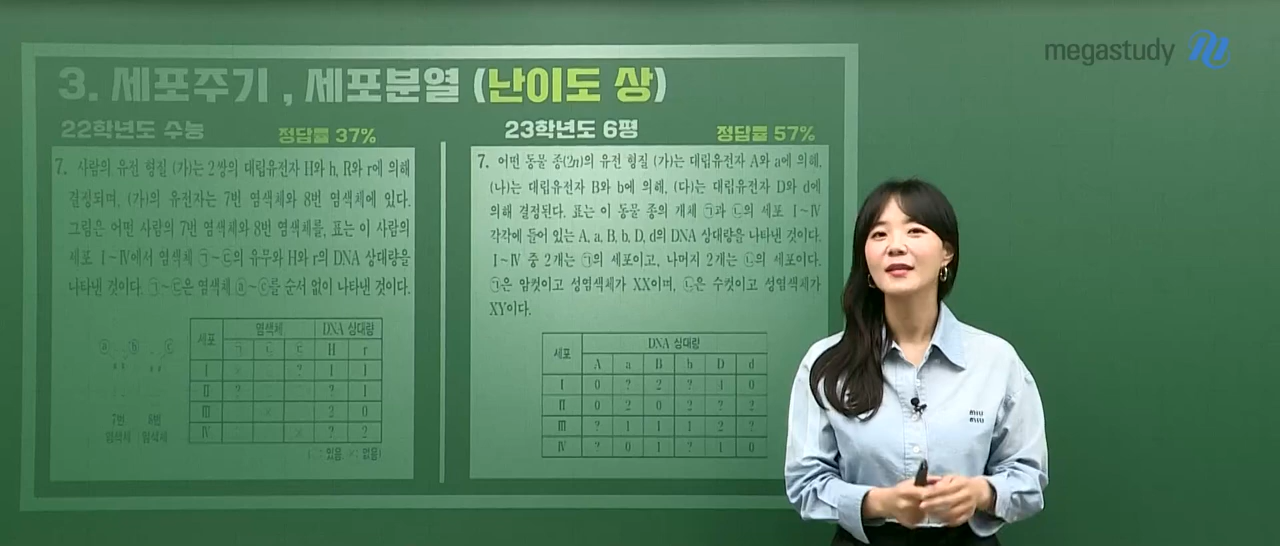 megastudy
3. 세포주기 , 세포분열 (난이도 상)
22학년도 수능 정답률 37%
7. 사람의 유전 형질 (가)는 2쌍의 대립유전자 H와 h, R와 r에 의해
결정되며, (가)의 유전자는 7번 염색체와 8번 염색체에 있다.
그림은 어떤 사람의 7번 염색체와 8번 염색체를, 표는 이 사람의
세포 Ⅰ~Ⅳ에서 염색체 ㉠~㉢의 유무와 H와 r의 DNA 상대량을
나타낸 것이다. ㉠~㉢은 염색체 ⓐ~ⓒ를 순서 없이 나타낸 것이다.
ⓐ ⓑ ⓒ
7번 8번
염색체 염색체
세포 염색체 DNA 상대량
㉠ ㉡ ㉢ H r
Ⅰ ? 1 1
Ⅱ ? ? 1
Ⅲ × 2 0
Ⅳ × ? 2
있음, × 없음)
23학년도 6평 정답률 57%
7. 어떤 동물 종(2n)의 유전 형질 (가)는 대립유전자 A와 a에 의해,
(나)는 대립유전자 B와 b에 의해, (다)는 대립유전자 D와 d에
의해 결정된다. 표는 이 동물 종의 개체 ㉠과 ㉡의 세포 Ⅰ~Ⅳ
각각에 들어 있는 A, a, B, b, D, d의 DNA 상대량을 나타낸 것이다.
Ⅰ~Ⅳ 중 2개는 ㉠의 세포이고, 나머지 2개는 ㉡의 세포이다.
㉠은 암컷이고 성염색체가 XX이며, ㉡은 수컷이고 성염색체가
XY이다.
세포 DNA 상대량
A a B b D d
Ⅰ 0 ? 2 ? 4 0
Ⅱ 0 2 0 2 ? ?
Ⅲ ? 1 1 1 2 ?
Ⅳ ? 0 1 ? 1 0
MIU
MIU